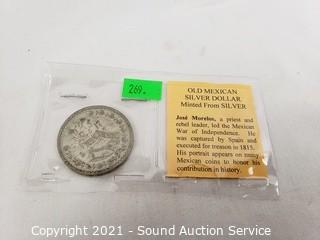 269.
OLD MEXICAN
SILVER DOLLAR
Minted From SILVER
José Morelos, a priest and
rebel leader, led the Mexican
War of Independence. He
was captured by Spain and
executed for treason in 1815.
His portrait appears on many
Mexican coins to honor his
contribution in history.
Copyright 2021 - Sound Auction Service